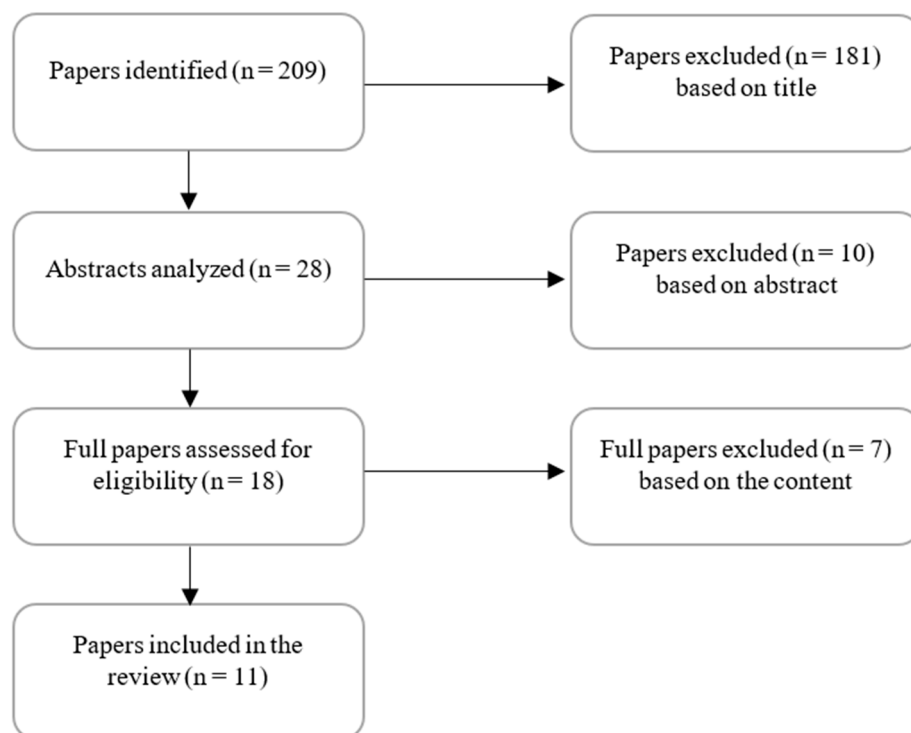 Papers identified (n = 209)
Papers excluded (n = 181)
based on title
Abstracts analyzed (n = 28)
Papers excluded (n = 10)
based on abstract
Full papers assessed for
eligibility (n = 18)
Full papers excluded (n = 7)
based on the content
Papers included in the
review (n = 11)